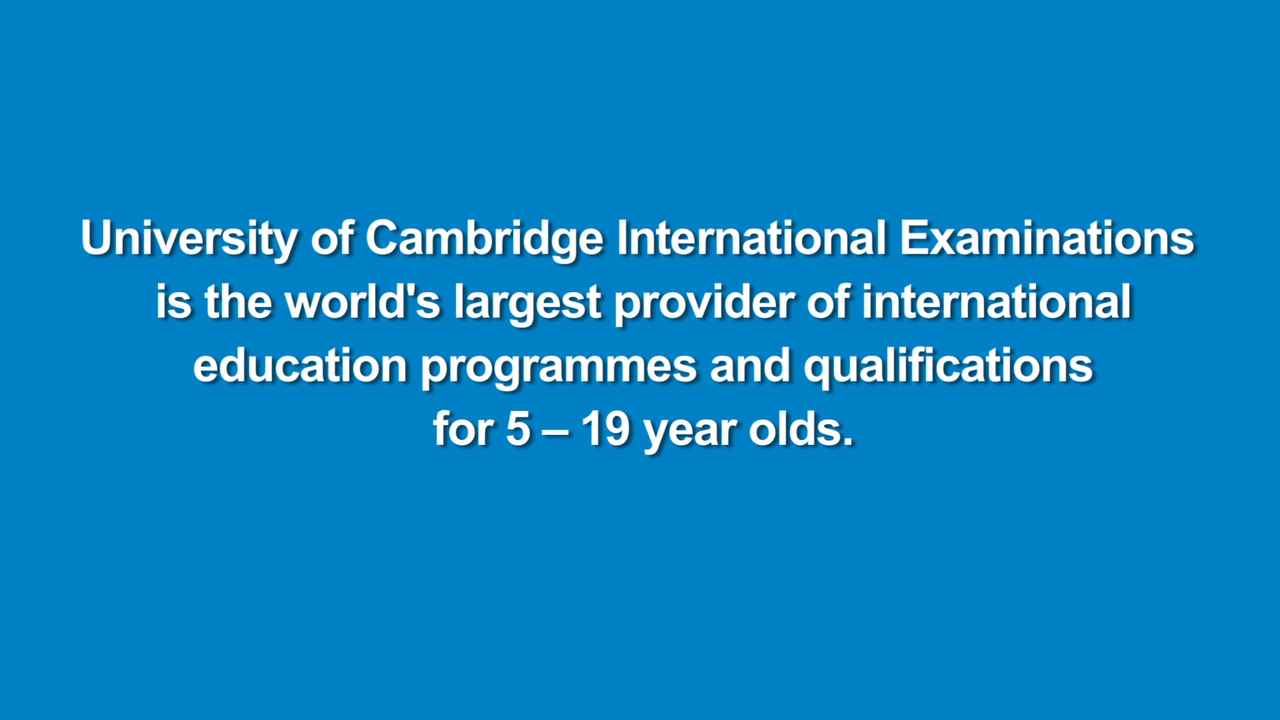 University of Cambridge International Examinations
is the world's largest provider of international
education programmes and qualifications
for 5 – 19 year olds.